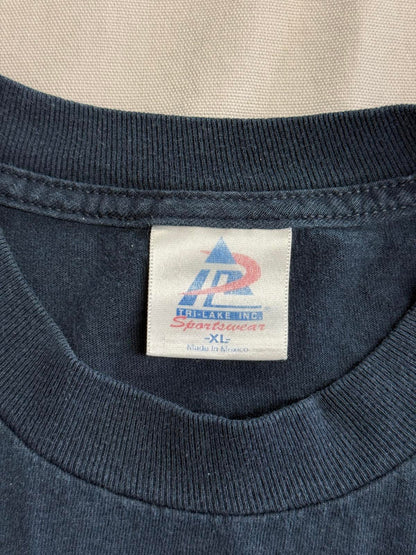 TRI-LAKE INC.
Sportswear
-XL-
Made in Mexico